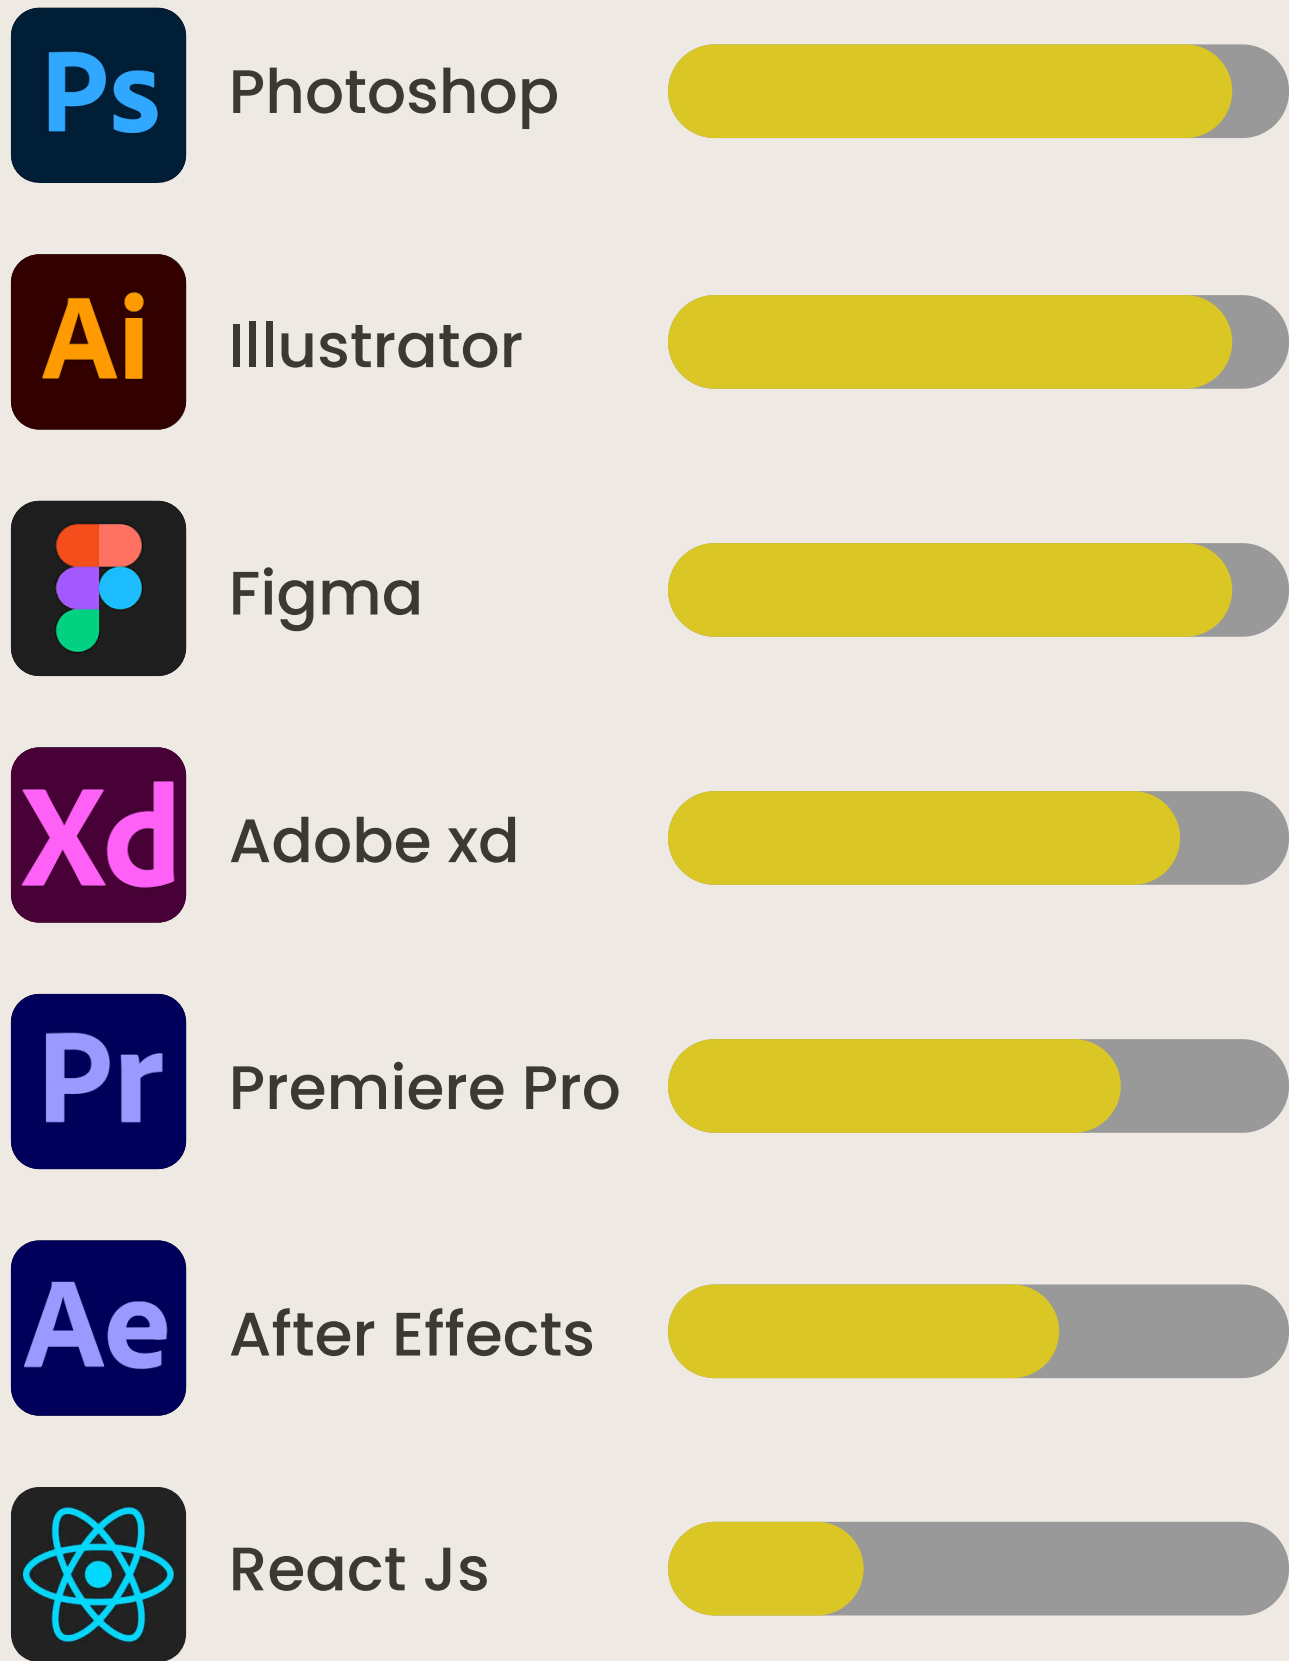 Ps Photoshop
Ai Illustrator
Figma
Xd Adobe xd
Pr Premiere Pro
Ae After Effects
React Js